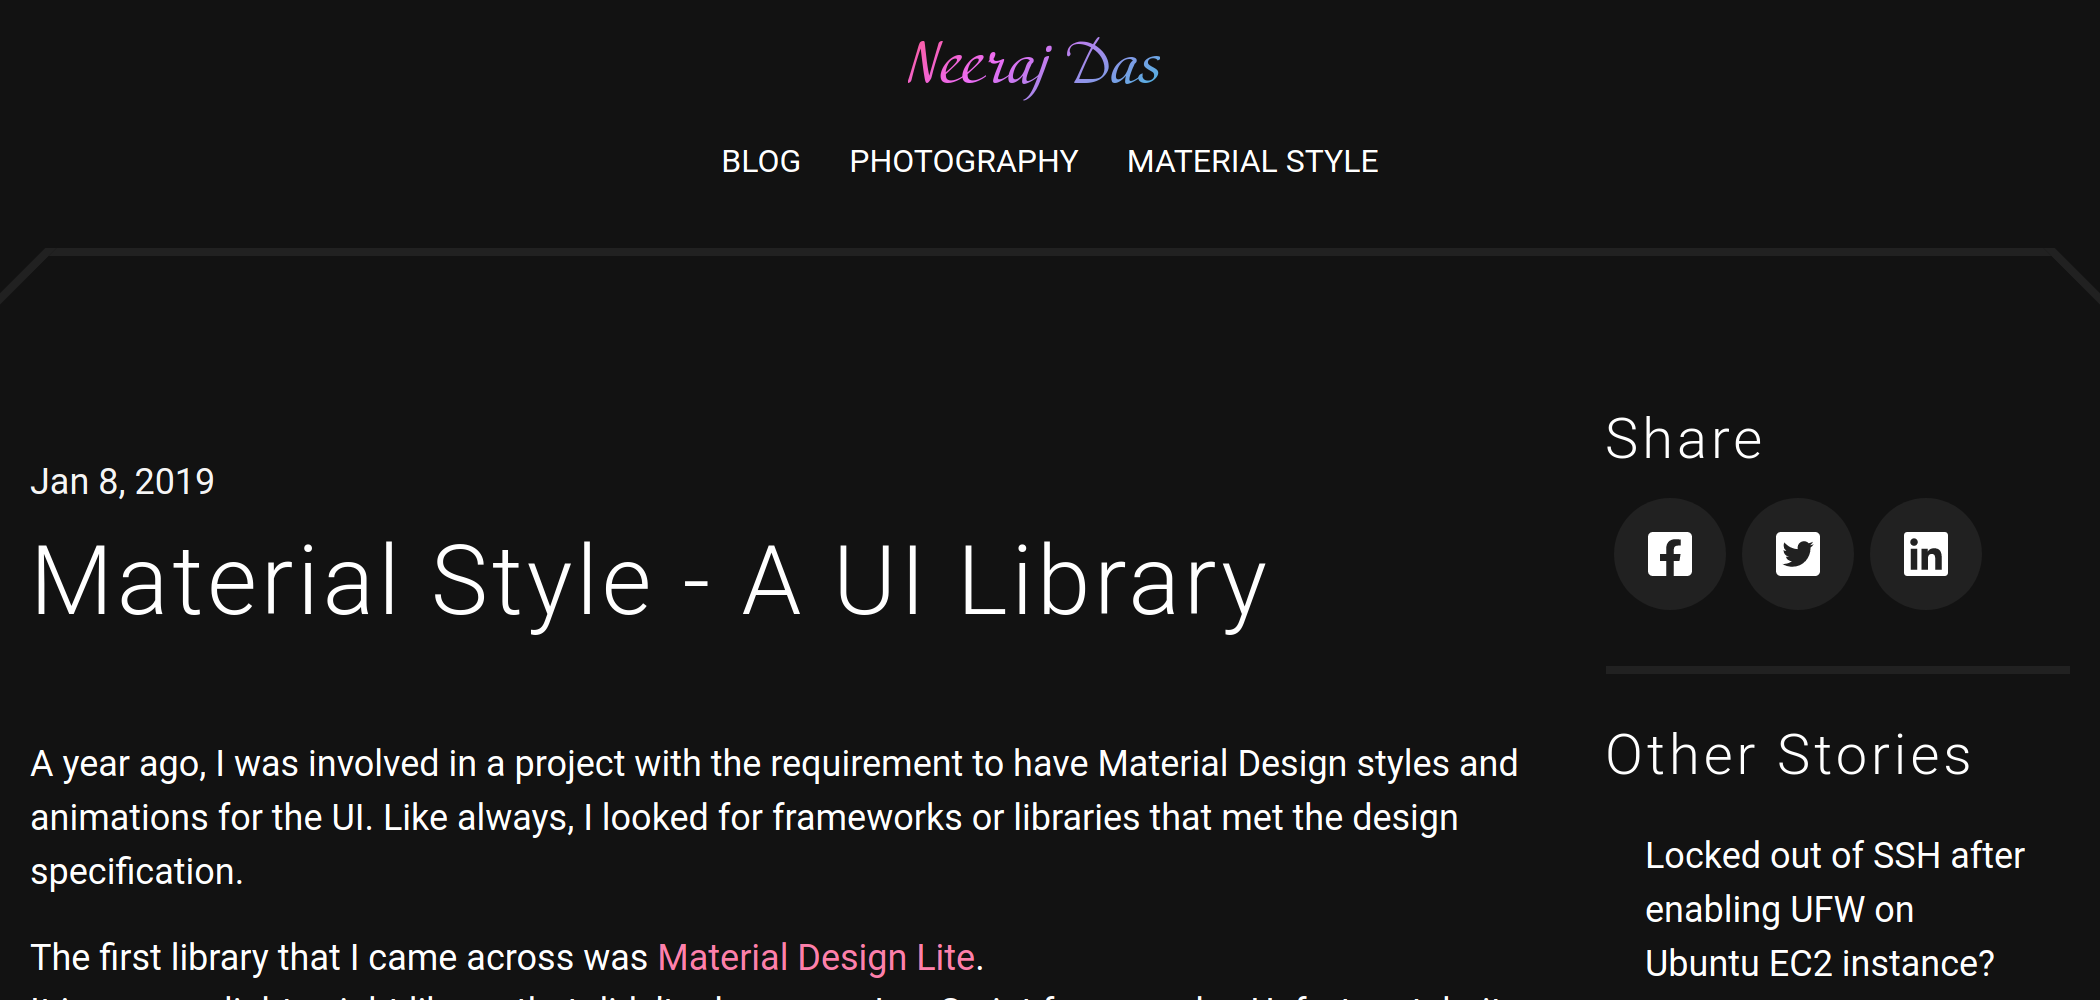 Neeraj Das
BLOG PHOTOGRAPHY MATERIAL STYLE
Jan 8, 2019
Material Style - A UI Library
A year ago, I was involved in a project with the requirement to have Material Design styles and
animations for the UI. Like always, I looked for frameworks or libraries that met the design
specification.
The first library that I came across was Material Design Lite.
Share
Other Stories
Locked out of SSH after
enabling UFW on
Ubuntu EC2 instance?